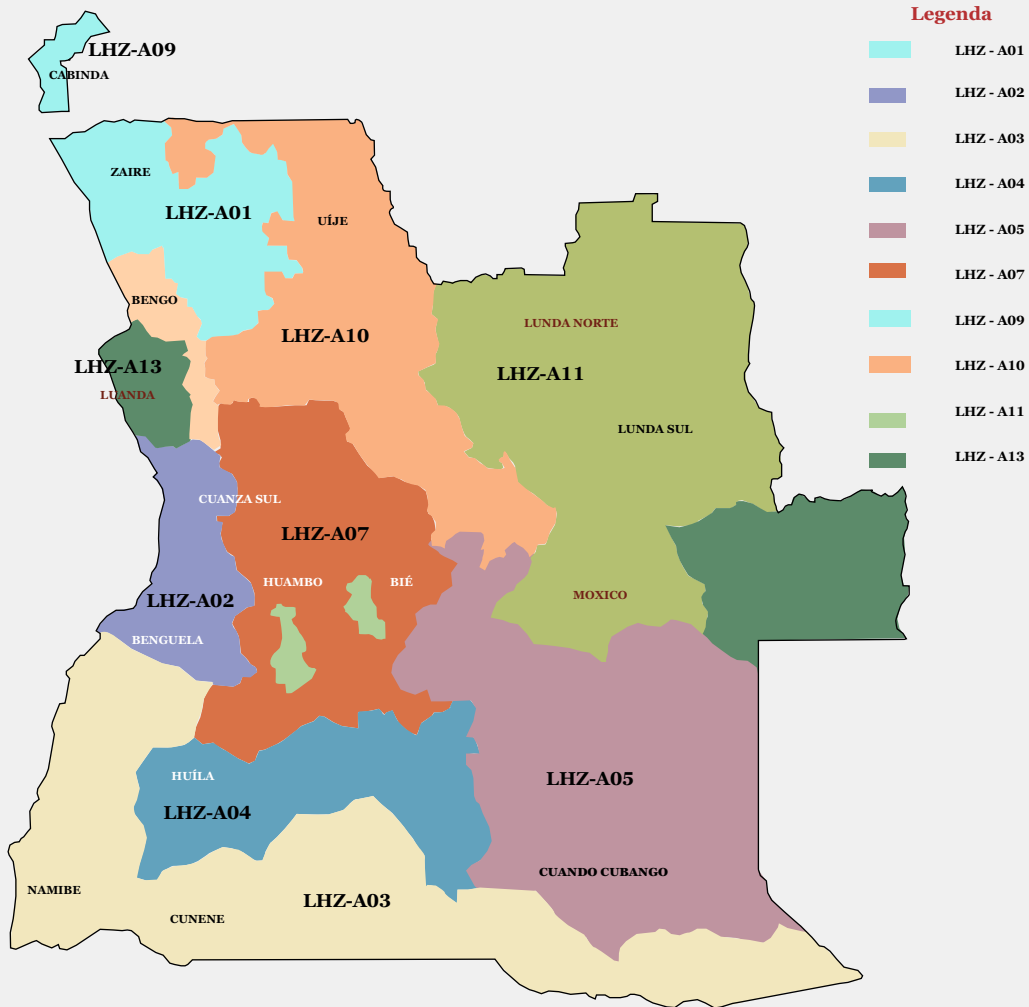 Legenda
LHZ-A09
LHZ - A01
CABINDA
LHZ - A02
LHZ - A03
ZAIRE
LHZ - A04
LHZ-A01
UÍJE
LHZ - A05
LHZ - A07
BENGO
LHZ - A09
LUNDA NORTE
LHZ-A10
LHZ-A13
LHZ - A10
LHZ-A11
LUANDA
LHZ - A11
LUNDA SUL
LHZ - A13
CUANZA SUL
LHZ-A07
HUAMBO
BIÉ
LHZ-A02
MOXICO
BENGUELA
HUÍLA
LHZ-A05
LHZ-A04
CUANDO CUBANGO
NAMIBE
LHZ-A03
CUNENE